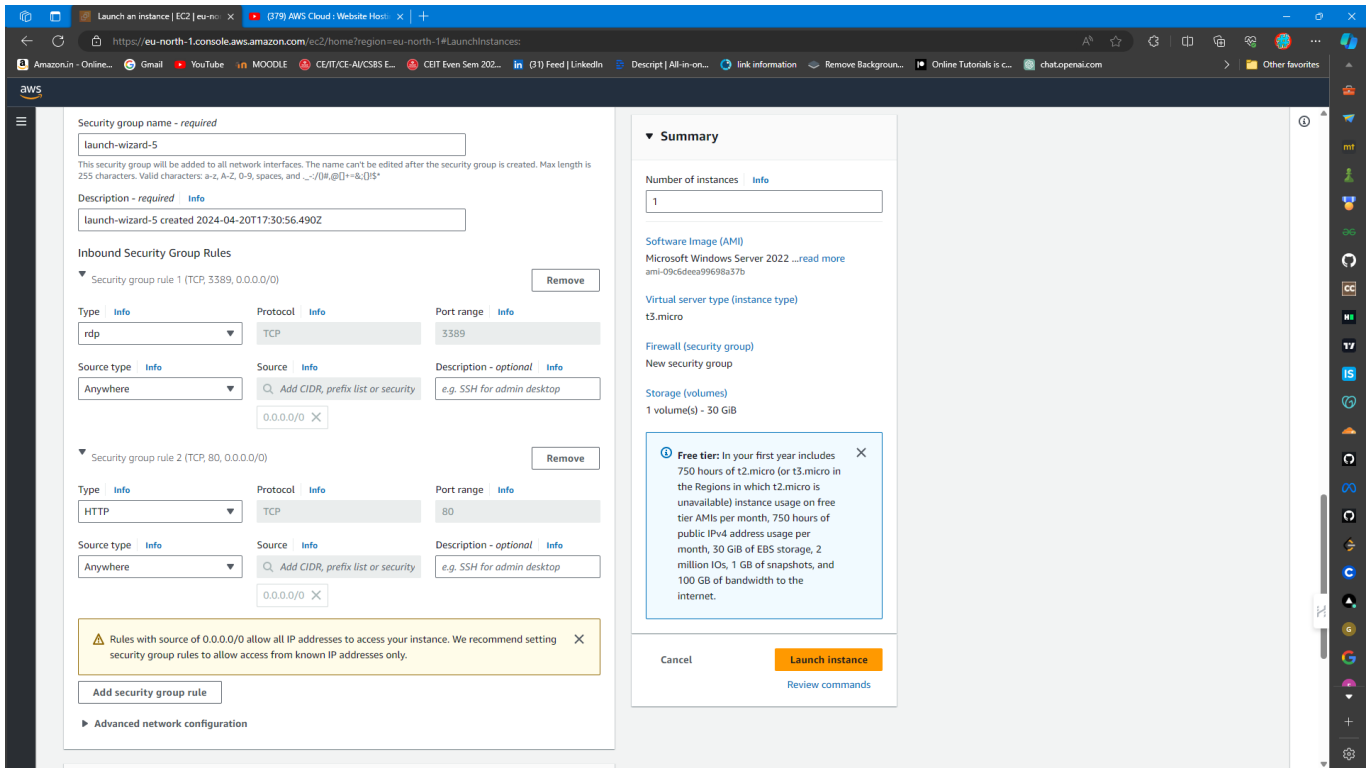 Launch an instance | EC2 | eu-no
(379) AWS Cloud : Website Hosti
https://eu-north-1.console.aws.amazon.com/ec2/home?region=eu-north-1#LaunchInstances:
Amazon.in - Online...
Gmail
YouTube
MOODLE
CE/IT/CE-AI/CSBS E...
CEIT Even Sem 202...
(31) Feed | LinkedIn
Descript | All-in-on...
link information
Remove Backgroun...
Online Tutorials is c...
chat.openai.com
Other favorites
aws
Security group name - required
launch-wizard-5
This security group will be added to all network interfaces. The name can't be edited after the security group is created. Max length is
255 characters. Valid characters: a-z, A-Z, 0-9, spaces, and ._-:/()#,@[]+=&;{}!$*
Description - required Info
launch-wizard-5 created 2024-04-20T17:30:56.490Z
Inbound Security Group Rules
Security group rule 1 (TCP, 3389, 0.0.0.0/0)
Remove
Type Info Protocol Info Port range Info
rdp TCP 3389
Source type Info Source Info Description - optional Info
Anywhere Add CIDR, prefix list or security e.g. SSH for admin desktop
0.0.0.0/0
Security group rule 2 (TCP, 80, 0.0.0.0/0)
Remove
Type Info Protocol Info Port range Info
HTTP TCP 80
Source type Info Source Info Description - optional Info
Anywhere Add CIDR, prefix list or security e.g. SSH for admin desktop
0.0.0.0/0
Rules with source of 0.0.0.0/0 allow all IP addresses to access your instance. We recommend setting
security group rules to allow access from known IP addresses only.
Add security group rule
Advanced network configuration
Summary
Number of instances Info
1
Software Image (AMI)
Microsoft Windows Server 2022 ...read more
ami-09c6deea99698a37b
Virtual server type (instance type)
t3.micro
Firewall (security group)
New security group
Storage (volumes)
1 volume(s) - 30 GiB
Free tier: In your first year includes
750 hours of t2.micro (or t3.micro in
the Regions in which t2.micro is
unavailable) instance usage on free
tier AMIs per month, 750 hours of
public IPv4 address usage per
month, 30 GiB of EBS storage, 2
million IOs, 1 GB of snapshots, and
100 GB of bandwidth to the
internet.
Cancel
Launch instance
Review commands
mt
CC
IS
G